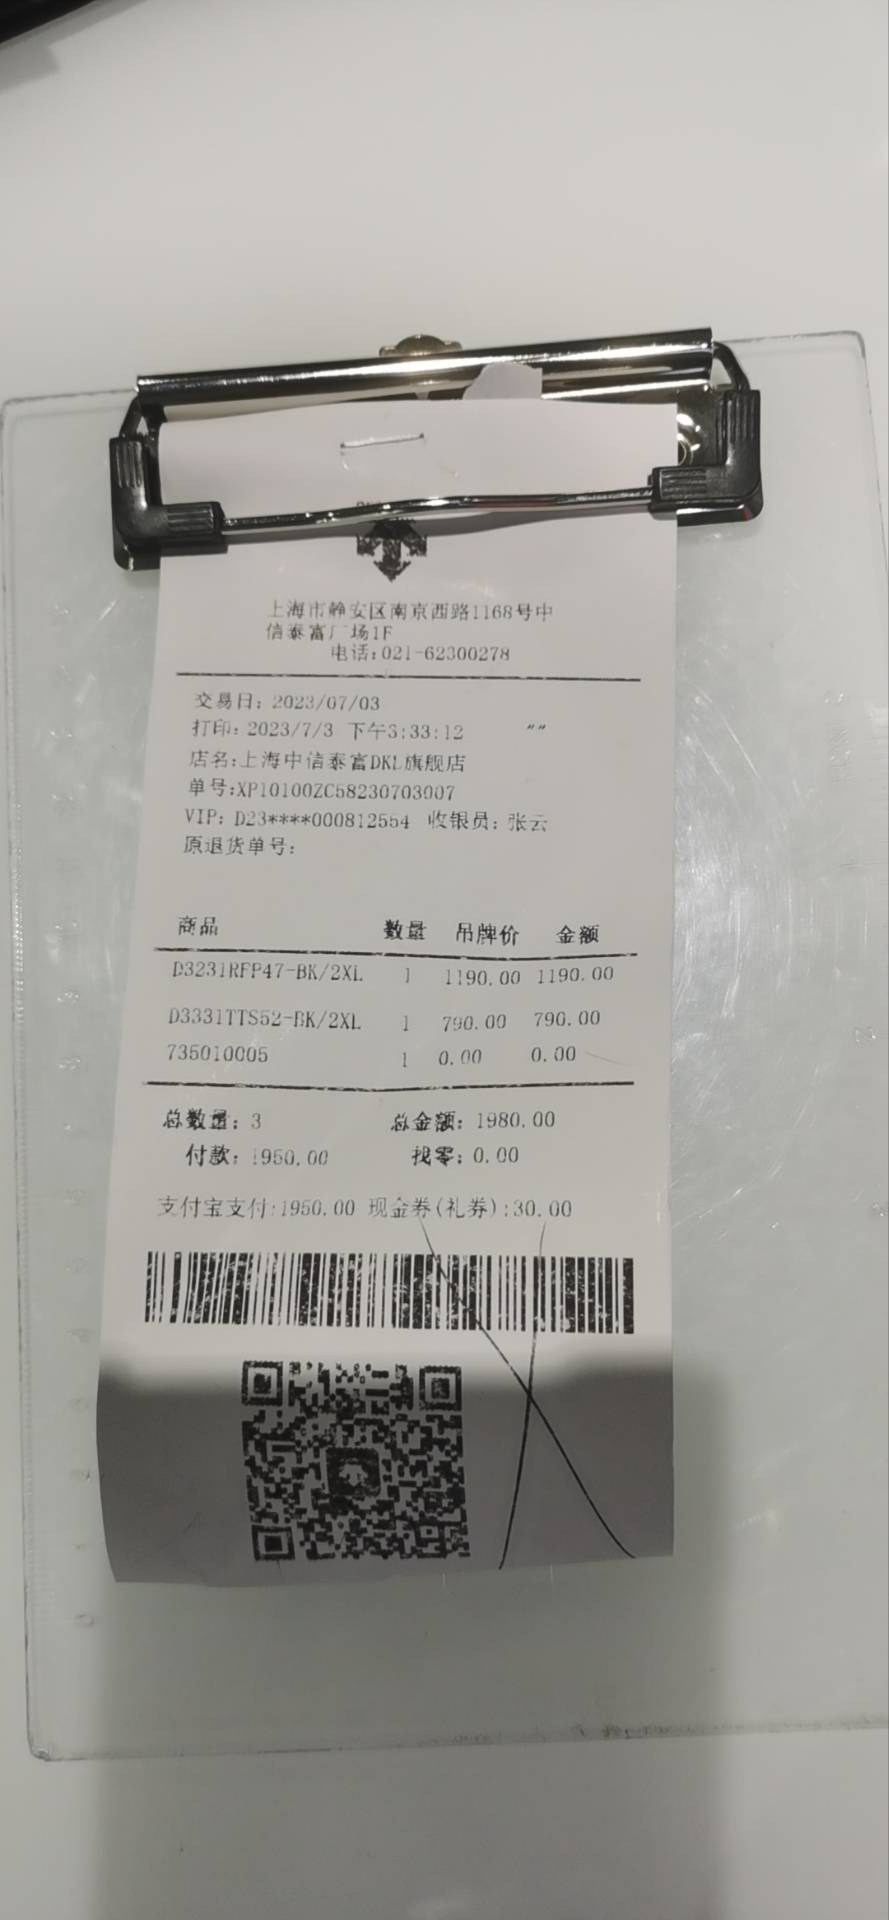 上海市静安区南京西路1168号中
信泰富广场1F
电话:021-62300278
交易日: 2023/07/03
打印: 2023/7/3 下午3:33:12 ""
店名:上海中信泰富DKL旗舰店
单号:XP10100ZC58230703007
VIP: D23****000812554 收银员: 张云
原退货单号:
商品 数量 吊牌价 金额
D3231RFP47-BK/2XL 1 1190.00 1190.00
D3331TTS52-BK/2XL 1 790.00 790.00
735010005 1 0.00 0.00
总数量: 3 总金额: 1980.00
付款: 1950.00 找零: 0.00
支付宝支付:1950.00 现金券(礼券):30.00